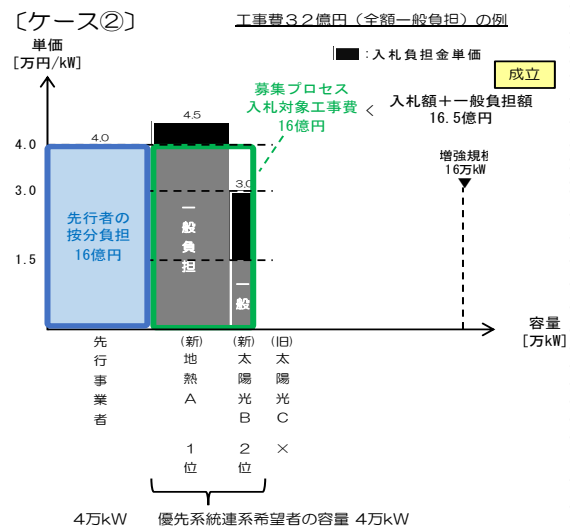 〔ケース②〕
工事費32億円（全額一般負担）の例
単価
[万円/kW]
：入札負担金単価
成立
募集プロセス
入札対象工事費
16億円
＜
入札額＋一般負担額
16.5億円
4.5
4.0
4.0
3.0
3.0
1.5
増強規模
16万kW
先行者の
按分負担
16億円
一般負担
一般
容量
[万kW]
先行事業者
(新)地熱A 1位
(新)太陽光B 2位
(旧)太陽光C ×
4万kW
優先系統連系希望者の容量 4万kW